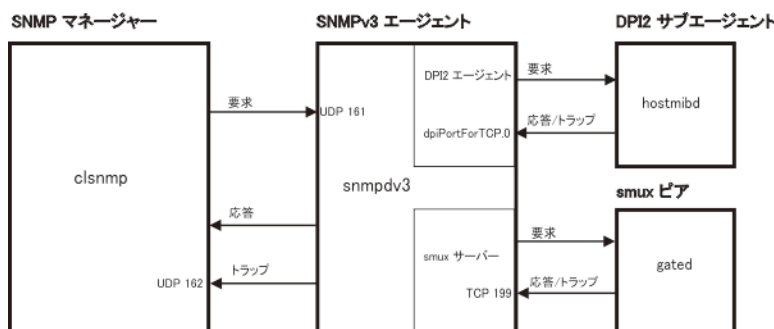 SNMP マネージャー
SNMPv3 エージェント
DPI2 サブエージェント
DPI2 エージェント
要求
hostmibd
要求
UDP 161
dpiPortForTCP.0
応答/トラップ
clsnmp
snmpdv3
smux ピア
応答
要求
smux サーバー
gated
トラップ
UDP 162
TCP 199
応答/トラップ